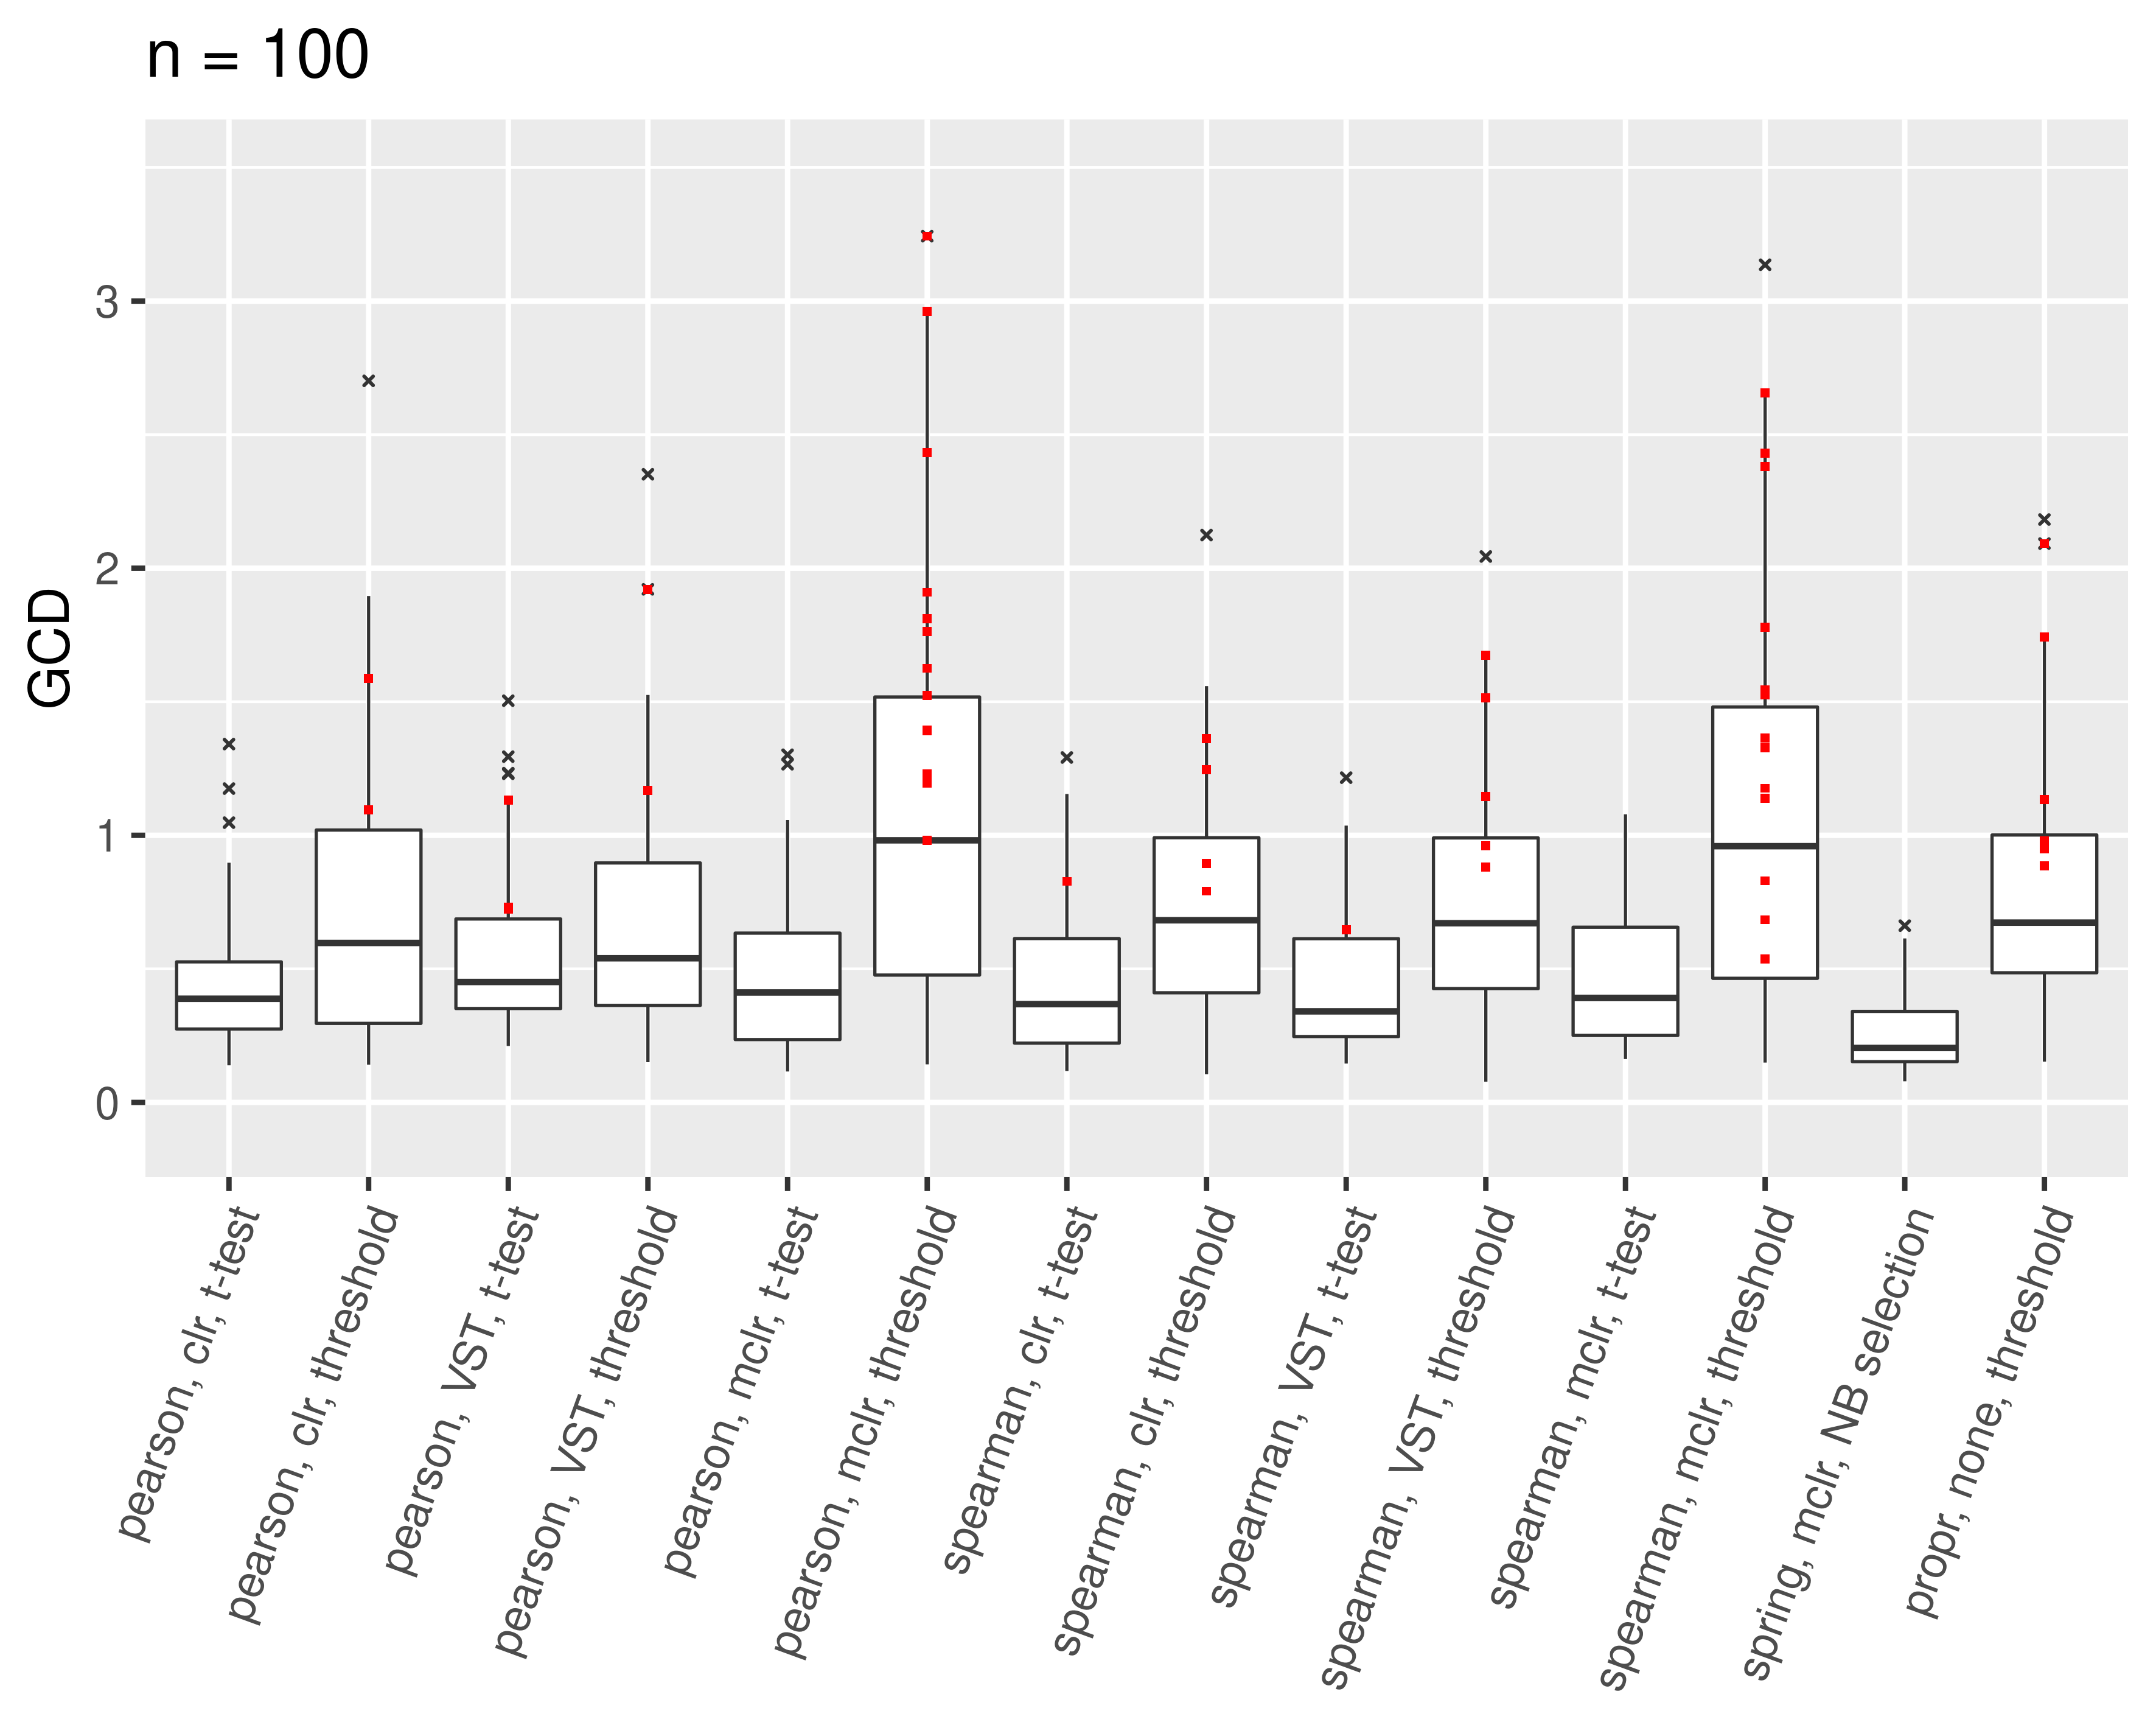 n = 100
GCD
3
2
1
0
pearson, clr, t-test
pearson, clr, threshold
pearson, VST, t-test
pearson, VST, threshold
pearson, mclr, t-test
pearson, mclr, threshold
spearman, clr, t-test
spearman, clr, threshold
spearman, VST, t-test
spearman, VST, threshold
spearman, mclr, t-test
spearman, mclr, threshold
spring, mclr, NB selection
propr, none, threshold